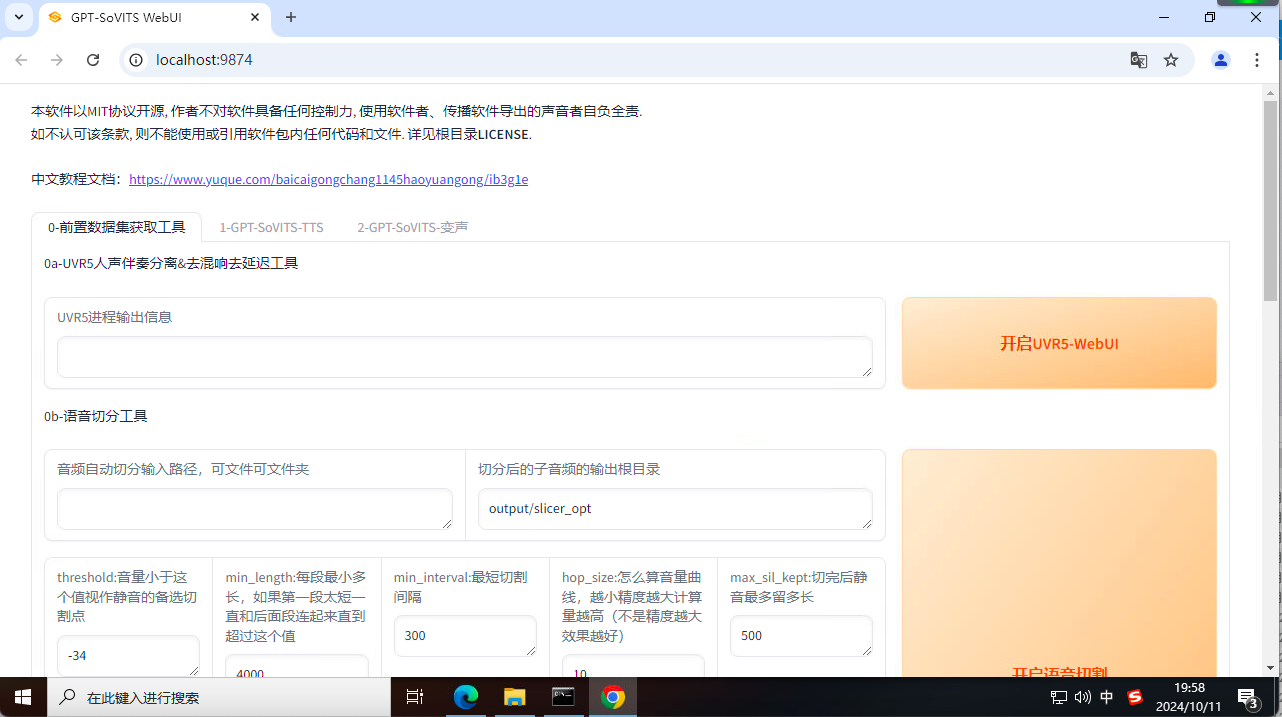 GPT-SoVITS WebUI
localhost:9874
本软件以MIT协议开源, 作者不对软件具备任何控制力, 使用软件者、传播软件导出的声音者自负全责.
如不认可该条款, 则不能使用或引用软件包内任何代码和文件. 详见根目录LICENSE.
中文教程文档：https://www.yuque.com/baicaigongchang1145haoyuangong/ib3g1e
0-前置数据集获取工具
1-GPT-SoVITS-TTS
2-GPT-SoVITS-变声
0a-UVR5人声伴奏分离&去混响去延迟工具
UVR5进程输出信息
开启UVR5-WebUI
0b-语音切分工具
音频自动切分输入路径，可文件可文件夹
切分后的子音频的输出根目录
output/slicer_opt
threshold:音量小于这
个值视作静音的备选切
割点
-34
min_length:每段最小多
长，如果第一段太短一
直和后面段连起来直到
超过这个值
4000
min_interval:最短切割
间隔
300
hop_size:怎么算音量曲
线，越小精度越大计算
量越高（不是精度越大
效果越好）
10
max_sil_kept:切完后静
音最多留多长
500
开启语音切割
在此键入进行搜索
中
S
19:58
2024/10/11
3